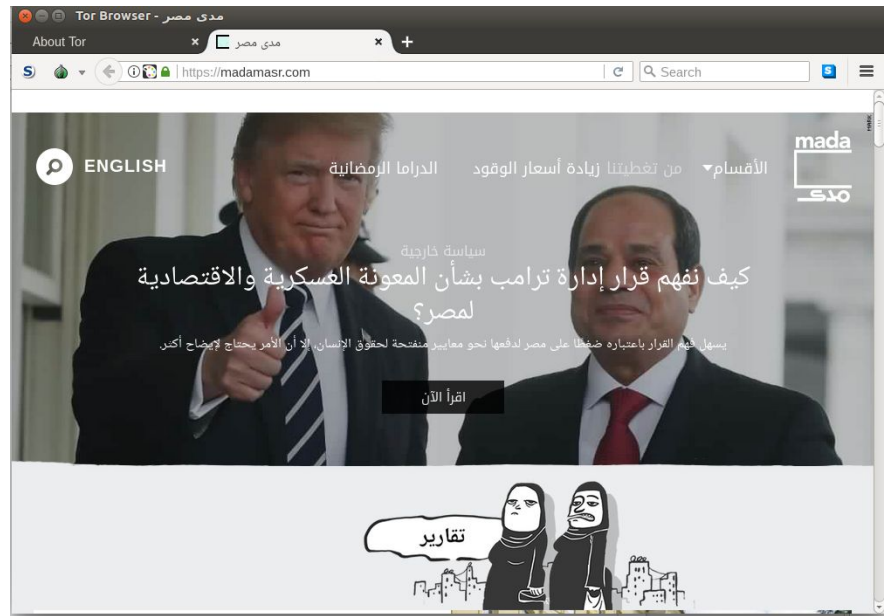 مدى مصر - Tor Browser
About Tor
مدى مصر
https://madamasr.com
Search
ENGLISH
الدراما الرمضانية
من تغطيتنا زيادة أسعار الوقود
الأقسام
mada
مدى
سياسة خارجية
كيف نفهم قرار إدارة ترامب بشأن المعونة العسكرية والاقتصادية
لمصر؟
يسهل فهم القرار باعتباره ضغطًا على مصر لدفعها نحو معايير منفتحة لحقوق الإنسان، إلا أن الأمر يحتاج لإيضاح أكثر.
اقرأ الآن
تقارير